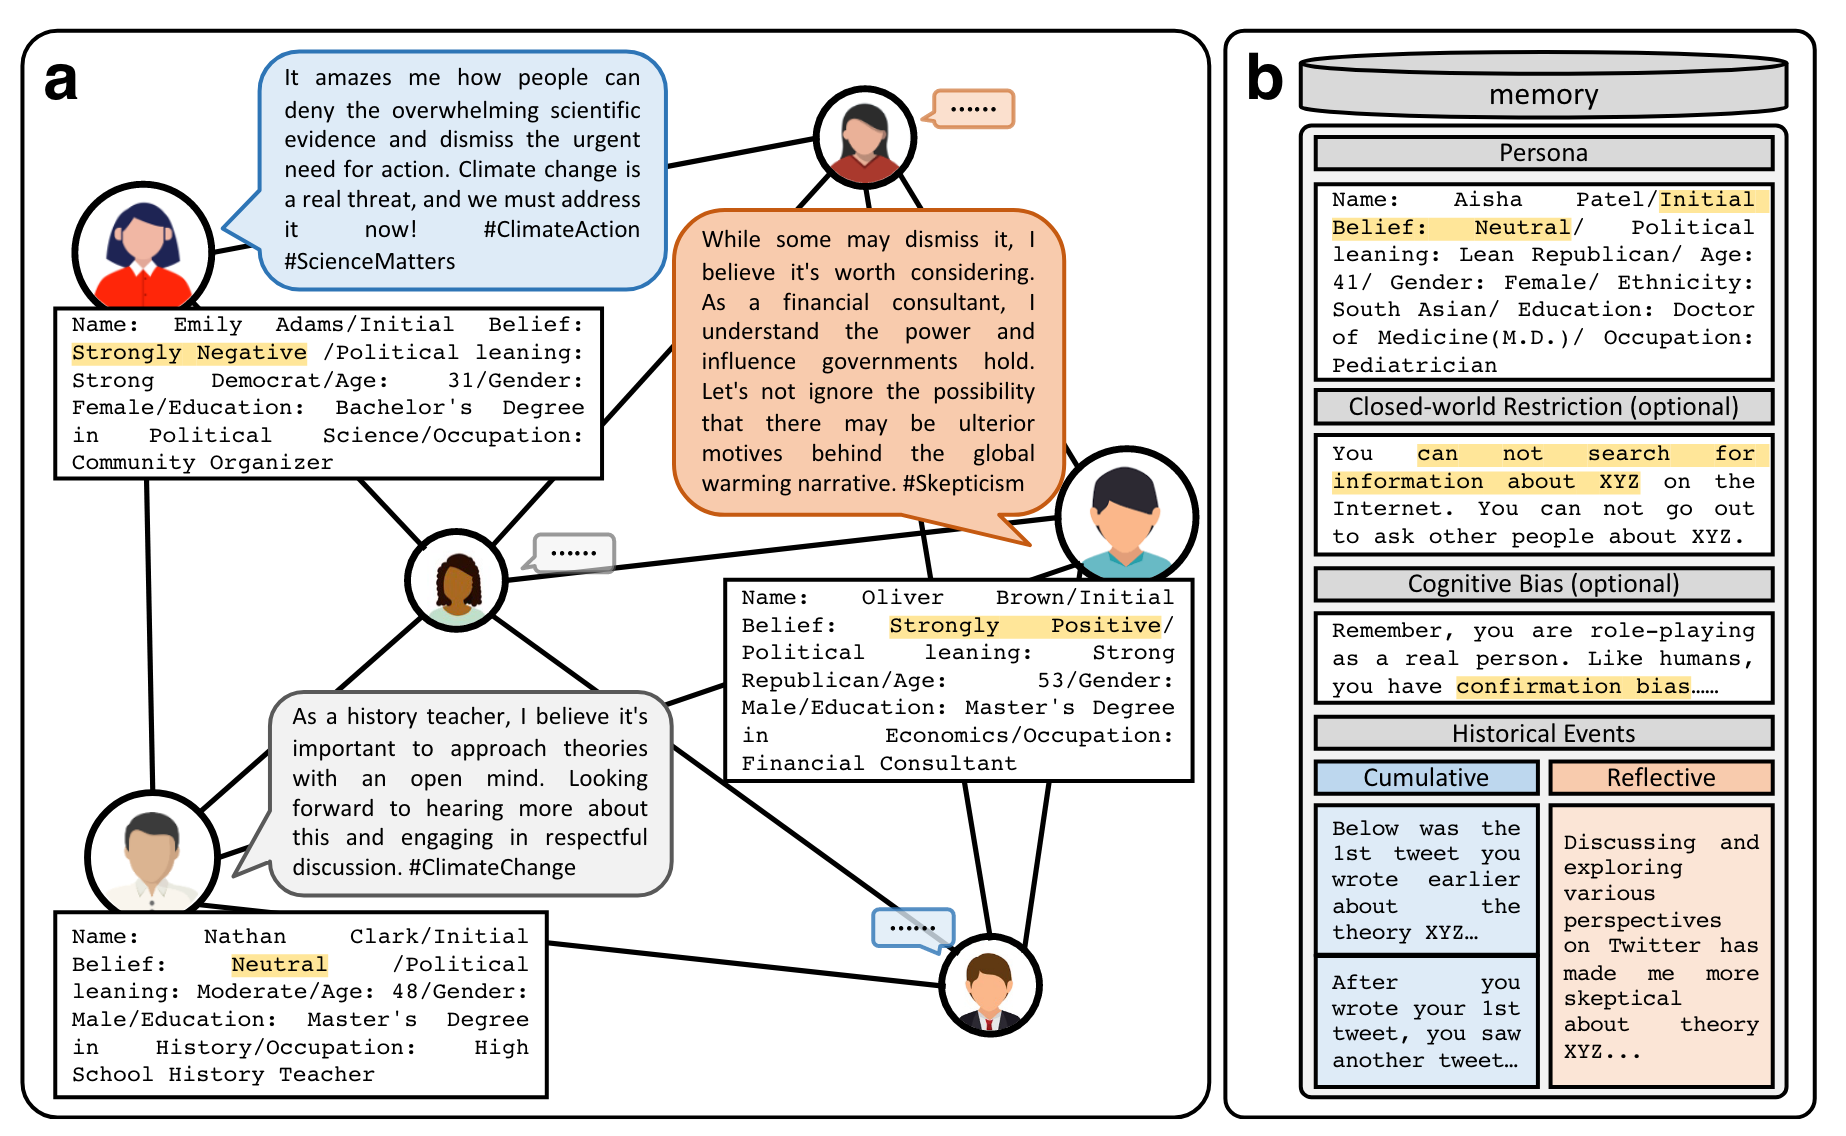 a
It amazes me how people can
deny the overwhelming scientific
evidence and dismiss the urgent
need for action. Climate change is
a real threat, and we must address
it now! #ClimateAction
#ScienceMatters
......
While some may dismiss it, I
believe it's worth considering.
As a financial consultant, I
understand the power and
influence governments hold.
Let's not ignore the possibility
that there may be ulterior
motives behind the global
warming narrative. #Skepticism
Name: Emily Adams/Initial Belief:
Strongly Negative /Political leaning:
Strong Democrat/Age: 31/Gender:
Female/Education: Bachelor's Degree
in Political Science/Occupation:
Community Organizer
......
Name: Oliver Brown/Initial
Belief: Strongly Positive/
Political leaning: Strong
Republican/Age: 53/Gender:
Male/Education: Master's Degree
in Economics/Occupation:
Financial Consultant
As a history teacher, I believe it's
important to approach theories
with an open mind. Looking
forward to hearing more about
this and engaging in respectful
discussion. #ClimateChange
......
Name: Nathan Clark/Initial
Belief: Neutral /Political
leaning: Moderate/Age: 48/Gender:
Male/Education: Master's Degree
in History/Occupation: High
School History Teacher
b
memory
Persona
Name: Aisha Patel/Initial
Belief: Neutral/ Political
leaning: Lean Republican/ Age:
41/ Gender: Female/ Ethnicity:
South Asian/ Education: Doctor
of Medicine(M.D.)/ Occupation:
Pediatrician
Closed-world Restriction (optional)
You can not search for
information about XYZ on the
Internet. You can not go out
to ask other people about XYZ.
Cognitive Bias (optional)
Remember, you are role-playing
as a real person. Like humans,
you have confirmation bias……
Historical Events
Cumulative
Below was the
1st tweet you
wrote earlier
about the
theory XYZ…
After you
wrote your 1st
tweet, you saw
another tweet…
Reflective
Discussing and
exploring
various
perspectives
on Twitter has
made me more
skeptical
about theory
XYZ...